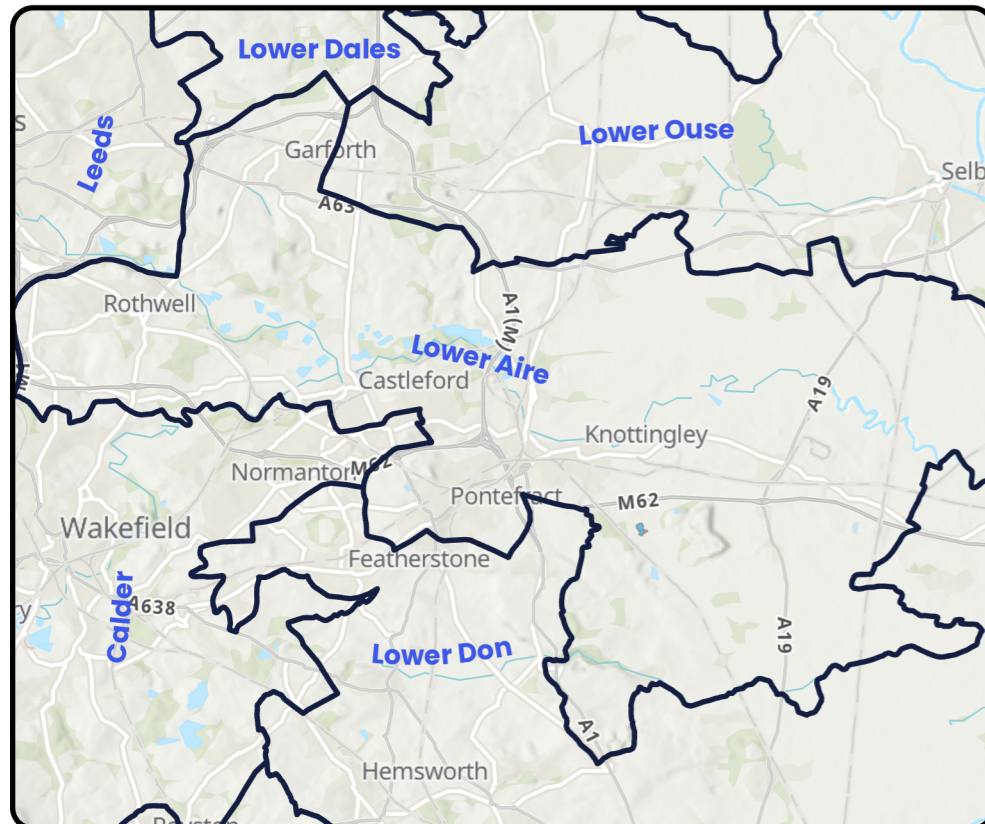 Lower Dales
Leeds
Garforth
Lower Ouse
Selb
A63
Rothwell
A1(M)
Lower Aire
Castleford
A19
Knottingley
Normanton
M62
Pontefract
M62
Wakefield
Featherstone
Calder
A638
ry
Lower Don
A19
A1
Hemsworth